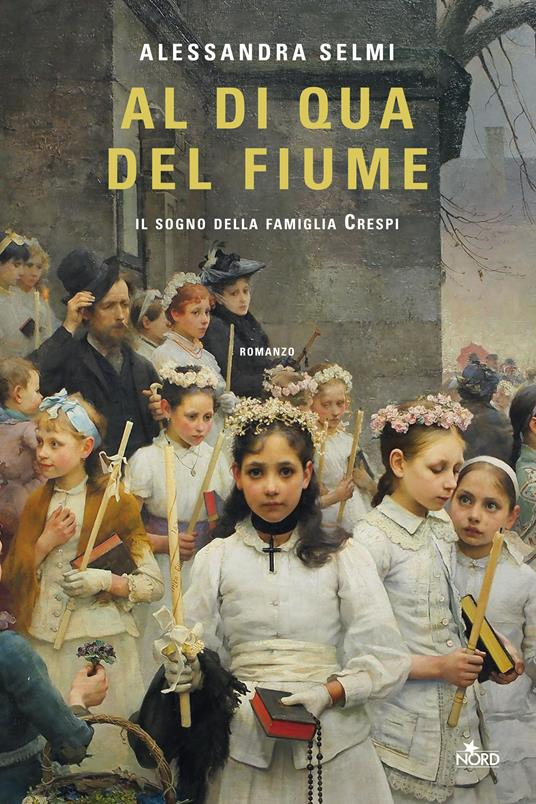 ALESSANDRA SELMI
AL DI QUA
DEL FIUME
IL SOGNO DELLA FAMIGLIA CRESPI
ROMANZO
NORD